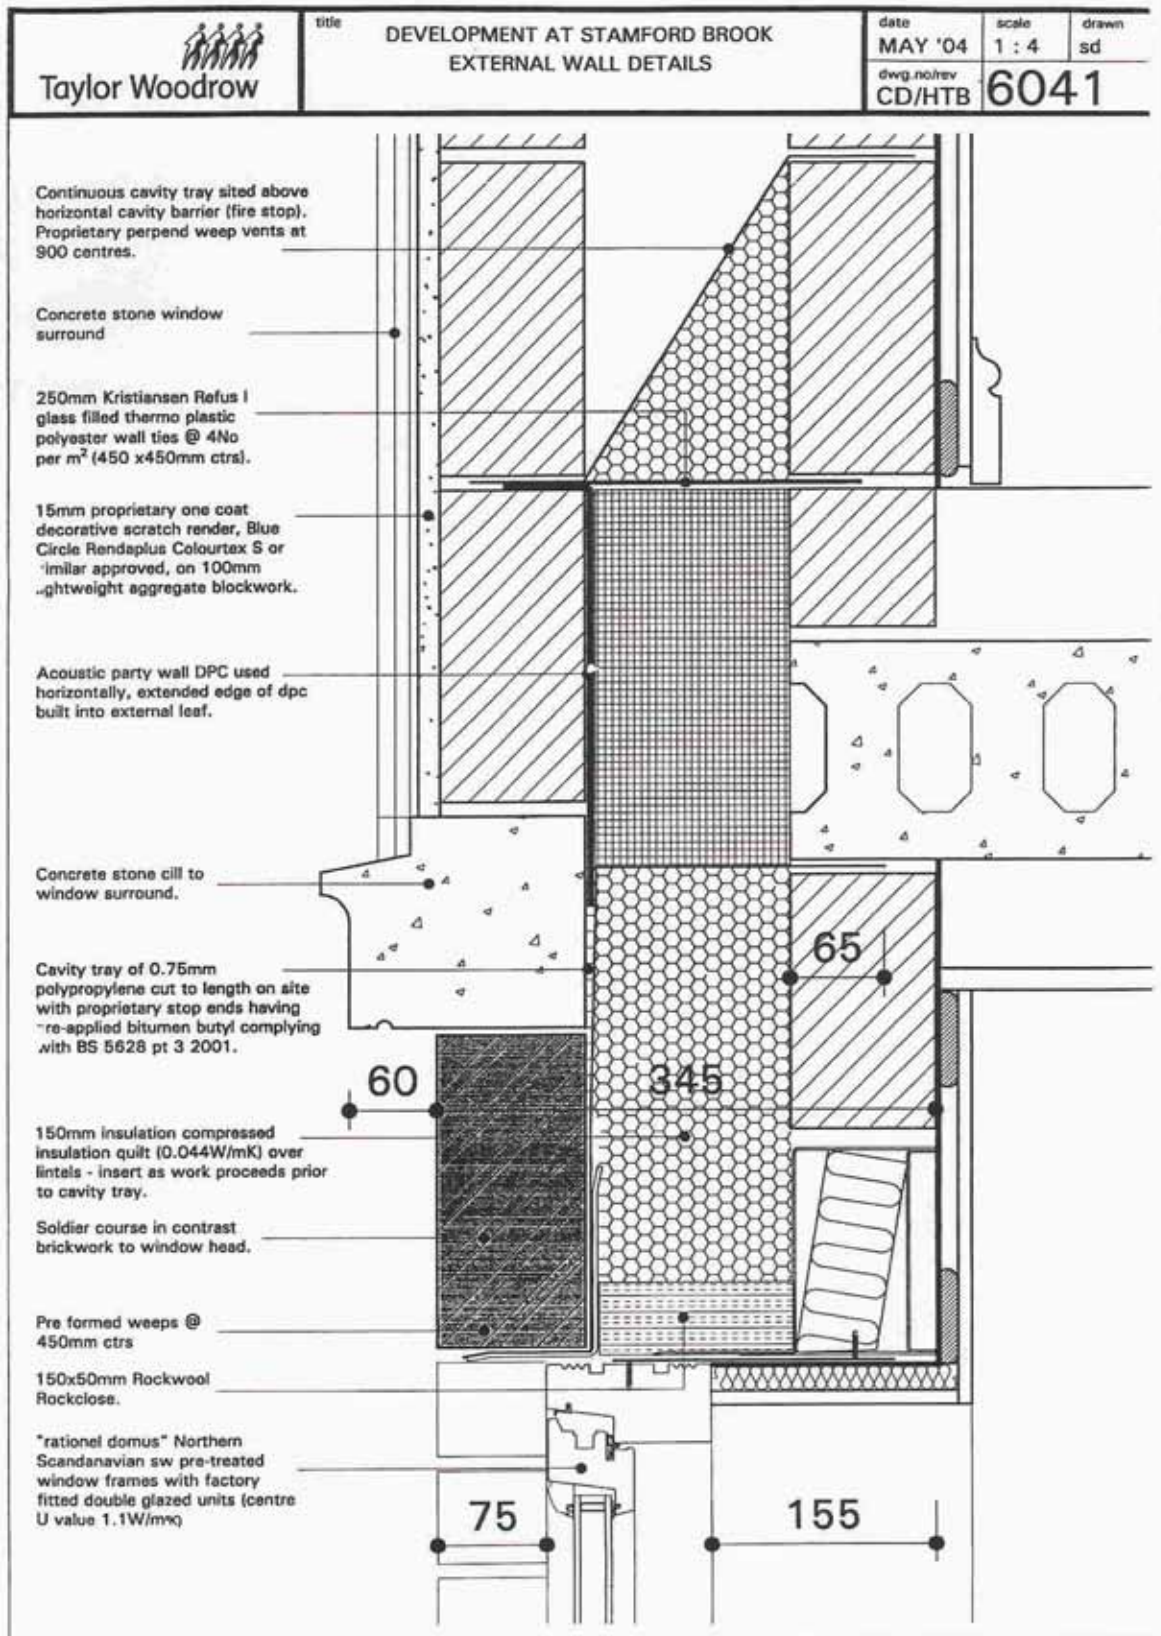 title
DEVELOPMENT AT STAMFORD BROOK
EXTERNAL WALL DETAILS
date
MAY '04
scale
1 : 4
drawn
sd
Taylor Woodrow
dwg.no/rev
CD/HTB
6041
Continuous cavity tray sited above
horizontal cavity barrier (fire stop).
Proprietary perpend weep vents at
900 centres.
Concrete stone window
surround
250mm Kristiansen Refus I
glass filled thermo plastic
polyester wall ties @ 4No
per m² (450 x450mm ctrs).
15mm proprietary one coat
decorative scratch render, Blue
Circle Rendaplus Colourtex S or
imilar approved, on 100mm
ghtweight aggregate blockwork.
Acoustic party wall DPC used
horizontally, extended edge of dpc
built into external leaf.
Concrete stone cill to
window surround.
65
Cavity tray of 0.75mm
polypropylene cut to length on site
with proprietary stop ends having
re-applied bitumen butyl complying
with BS 5628 pt 3 2001.
60
345
150mm insulation compressed
insulation quilt (0.044W/mK) over
lintels - insert as work proceeds prior
to cavity tray.
Soldier course in contrast
brickwork to window head.
Pre formed weeps @
450mm ctrs
150x50mm Rockwool
Rockclose.
"rationel domus" Northern
Scandanavian sw pre-treated
window frames with factory
fitted double glazed units (centre
U value 1.1W/m
75
155